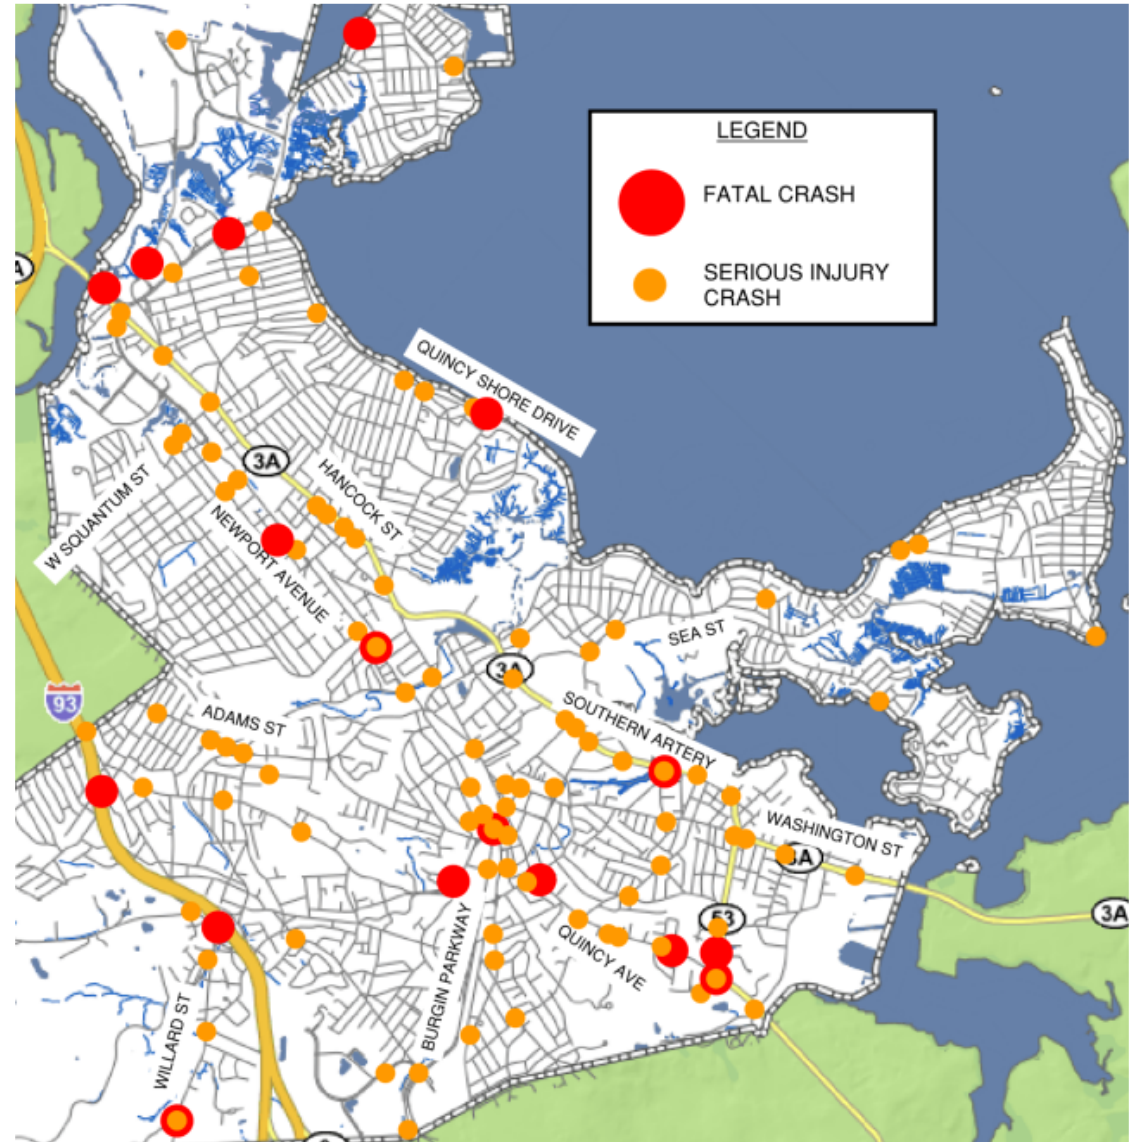 LEGEND
FATAL CRASH
SERIOUS INJURY
CRASH
A
QUINCY SHORE DRIVE
3A
HANCOCK ST
W SQUANTUM ST
NEWPORT AVENUE
SEA ST
3A
93
ADAMS ST
SOUTHERN ARTERY
WASHINGTON ST
3A
53
3A
QUINCY AVE
BURGIN PARKWAY
WILLARD ST